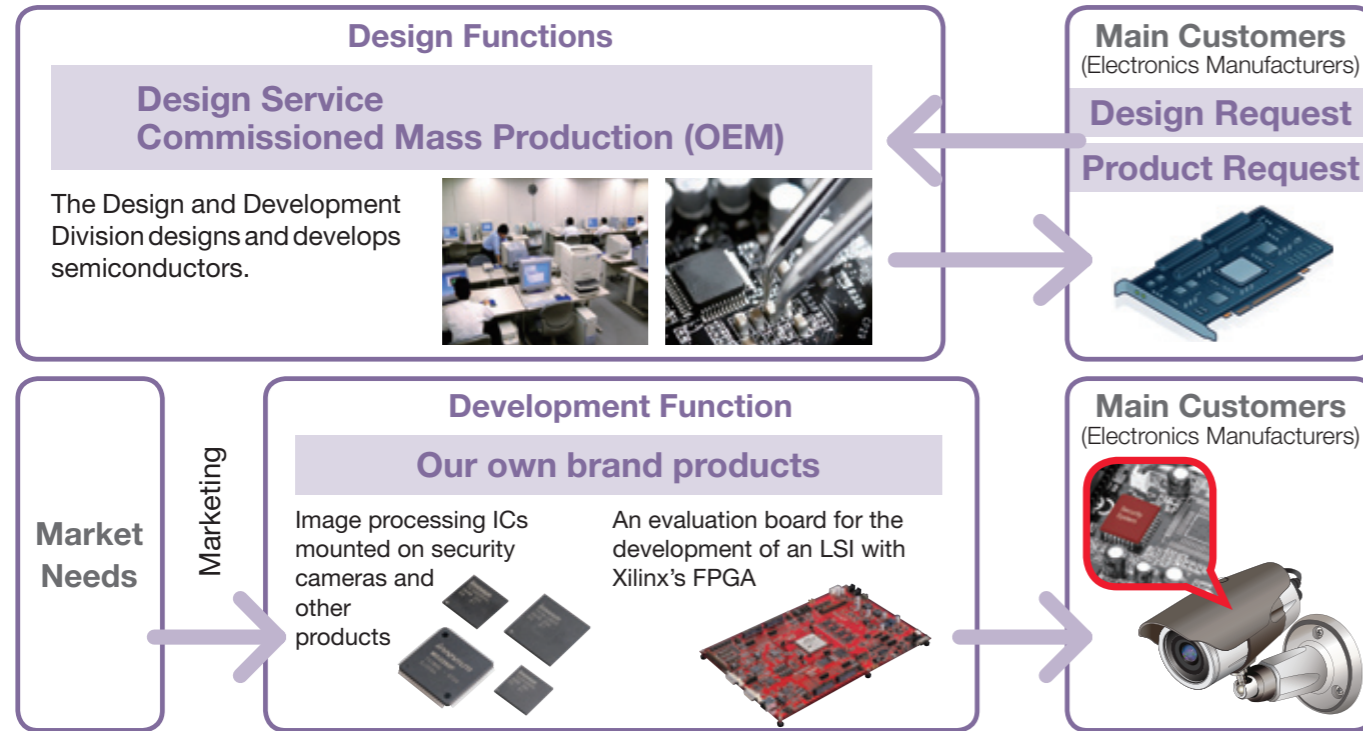 Design Functions
Design Service
Commissioned Mass Production (OEM)
The Design and Development
Division designs and develops
semiconductors.
Main Customers
(Electronics Manufacturers)
Design Request
Product Request
Market
Needs
Marketing
Development Function
Our own brand products
Image processing ICs
mounted on security
cameras and
other
products
An evaluation board for the
development of an LSI with
Xilinx's FPGA
Main Customers
(Electronics Manufacturers)
Security
System